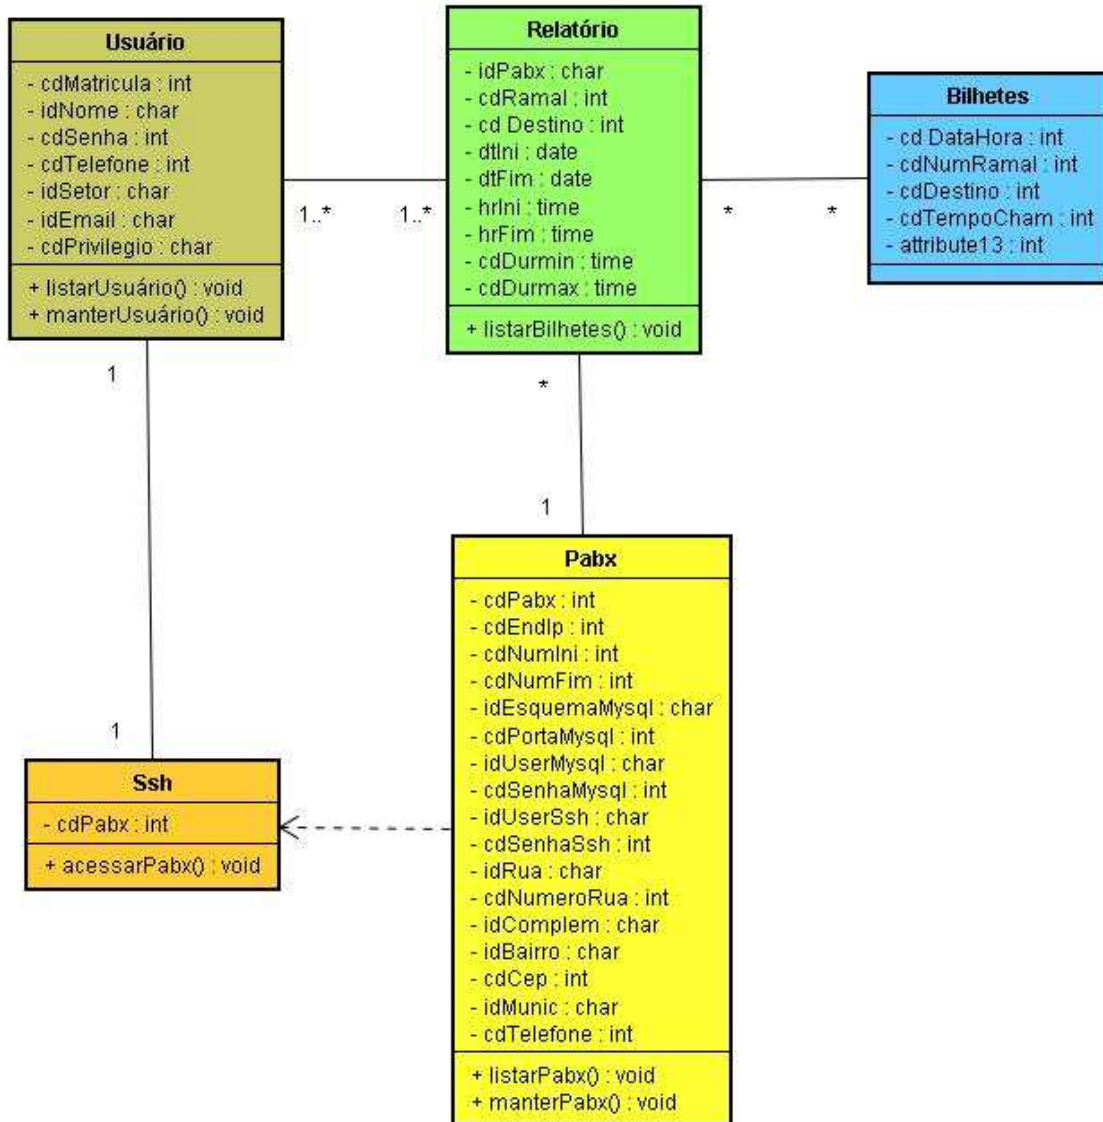 Usuário
- cdMatricula : int
- idNome : char
- cdSenha : int
- cdTelefone : int
- idSetor : char
- idEmail : char
- cdPrivilegio : char
+ listarUsuário() : void
+ manterUsuário() : void
1..*
1..*
Relatório
- idPabx : char
- cdRamal : int
- cd Destino : int
- dtIni : date
- dtFim : date
- hrIni : time
- hrFim : time
- cdDurmin : time
- cdDurmax : time
+ listarBilhetes() : void
*
*
Bilhetes
- cd DataHora : int
- cdNumRamal : int
- cdDestino : int
- cdTempoCham : int
- attribute13 : int
1
1
*
1
Ssh
- cdPabx : int
+ acessarPabx() : void
Pabx
- cdPabx : int
- cdEndIp : int
- cdNumIni : int
- cdNumFim : int
- idEsquemaMysql : char
- cdPortaMysql : int
- idUserMysql : char
- cdSenhaMysql : int
- idUserSsh : char
- cdSenhaSsh : int
- idRua : char
- cdNumeroRua : int
- idComplem : char
- idBairro : char
- cdCep : int
- idMunic : char
- cdTelefone : int
+ listarPabx() : void
+ manterPabx() : void